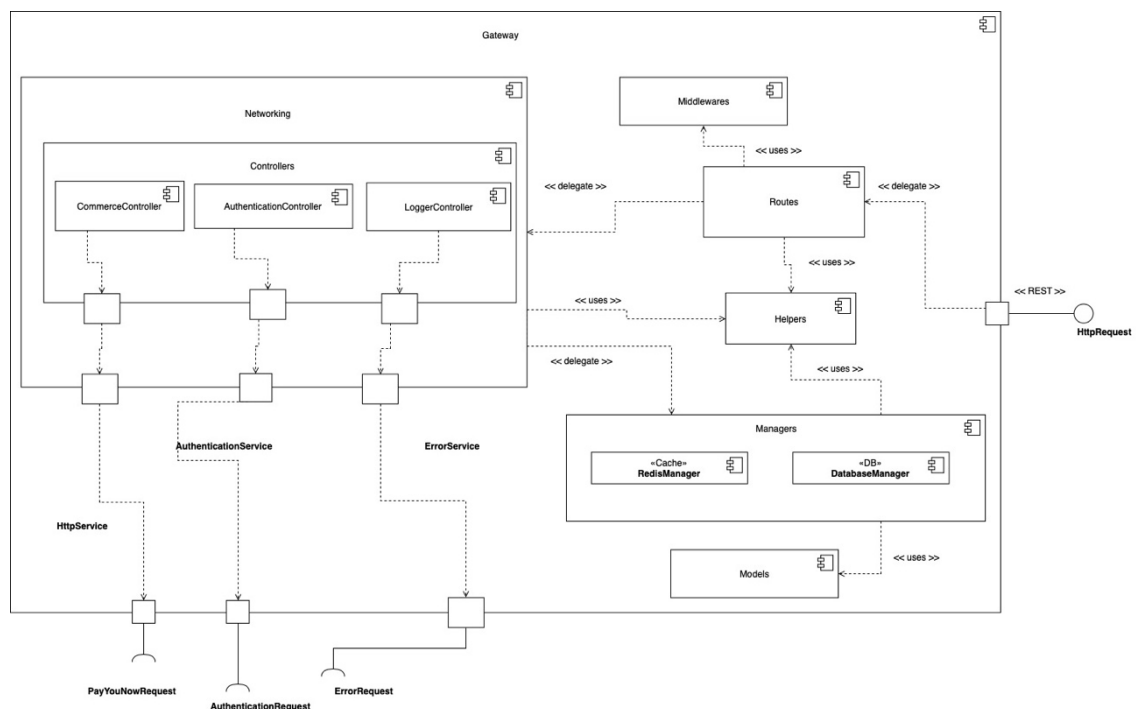 Gateway
Networking
Middlewares
<< uses >>
Controllers
CommerceController
AuthenticationController
LoggerController
<< delegate >>
Routes
<< delegate >>
<< uses >>
<< uses >>
Helpers
<< REST >>
HttpRequest
<< delegate >>
<< uses >>
Managers
«Cache»
RedisManager
«DB»
DatabaseManager
AuthenticationService
ErrorService
HttpService
<< uses >>
Models
PayYouNowRequest
AuthenticationRequest
ErrorRequest